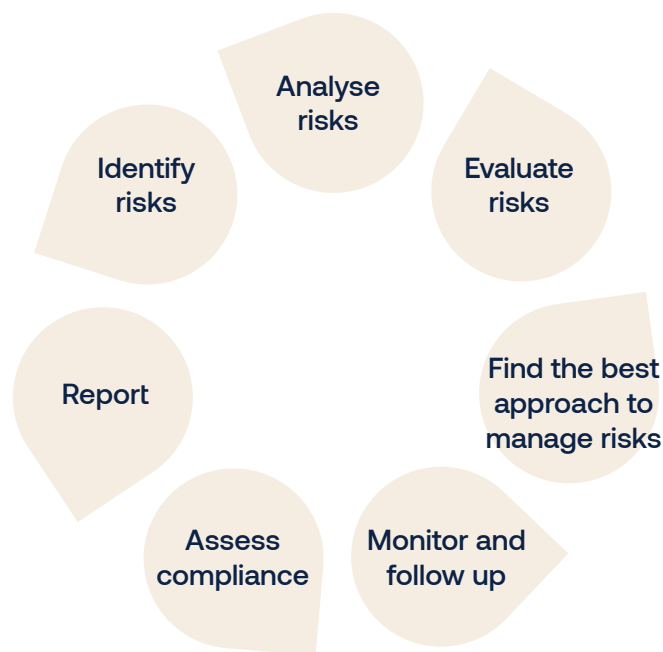 Analyse
risks
Identify
risks
Evaluate
risks
Find the best
approach to
manage risks
Report
Assess
compliance
Monitor and
follow up